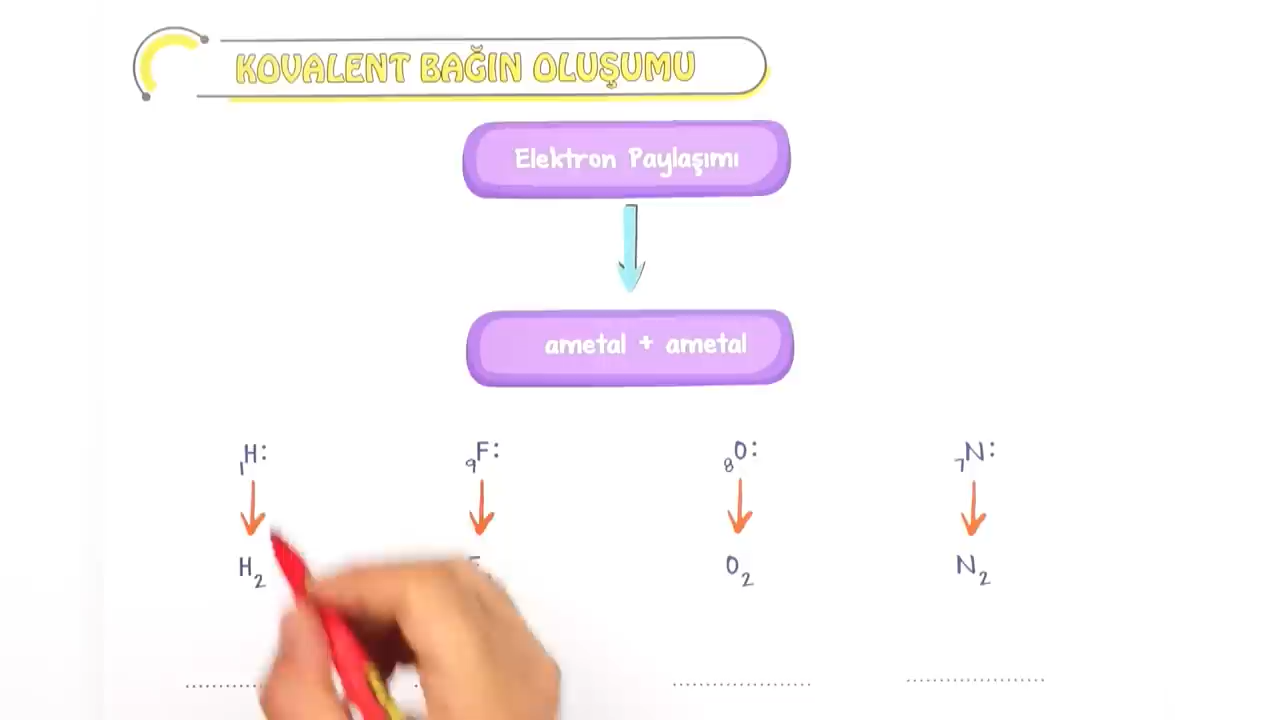 KOVALENT BAĞIN OLUŞUMU
Elektron Paylaşımı
ametal + ametal
₁H: ₉F: ₈O: ₇N:
H₂ O₂ N₂